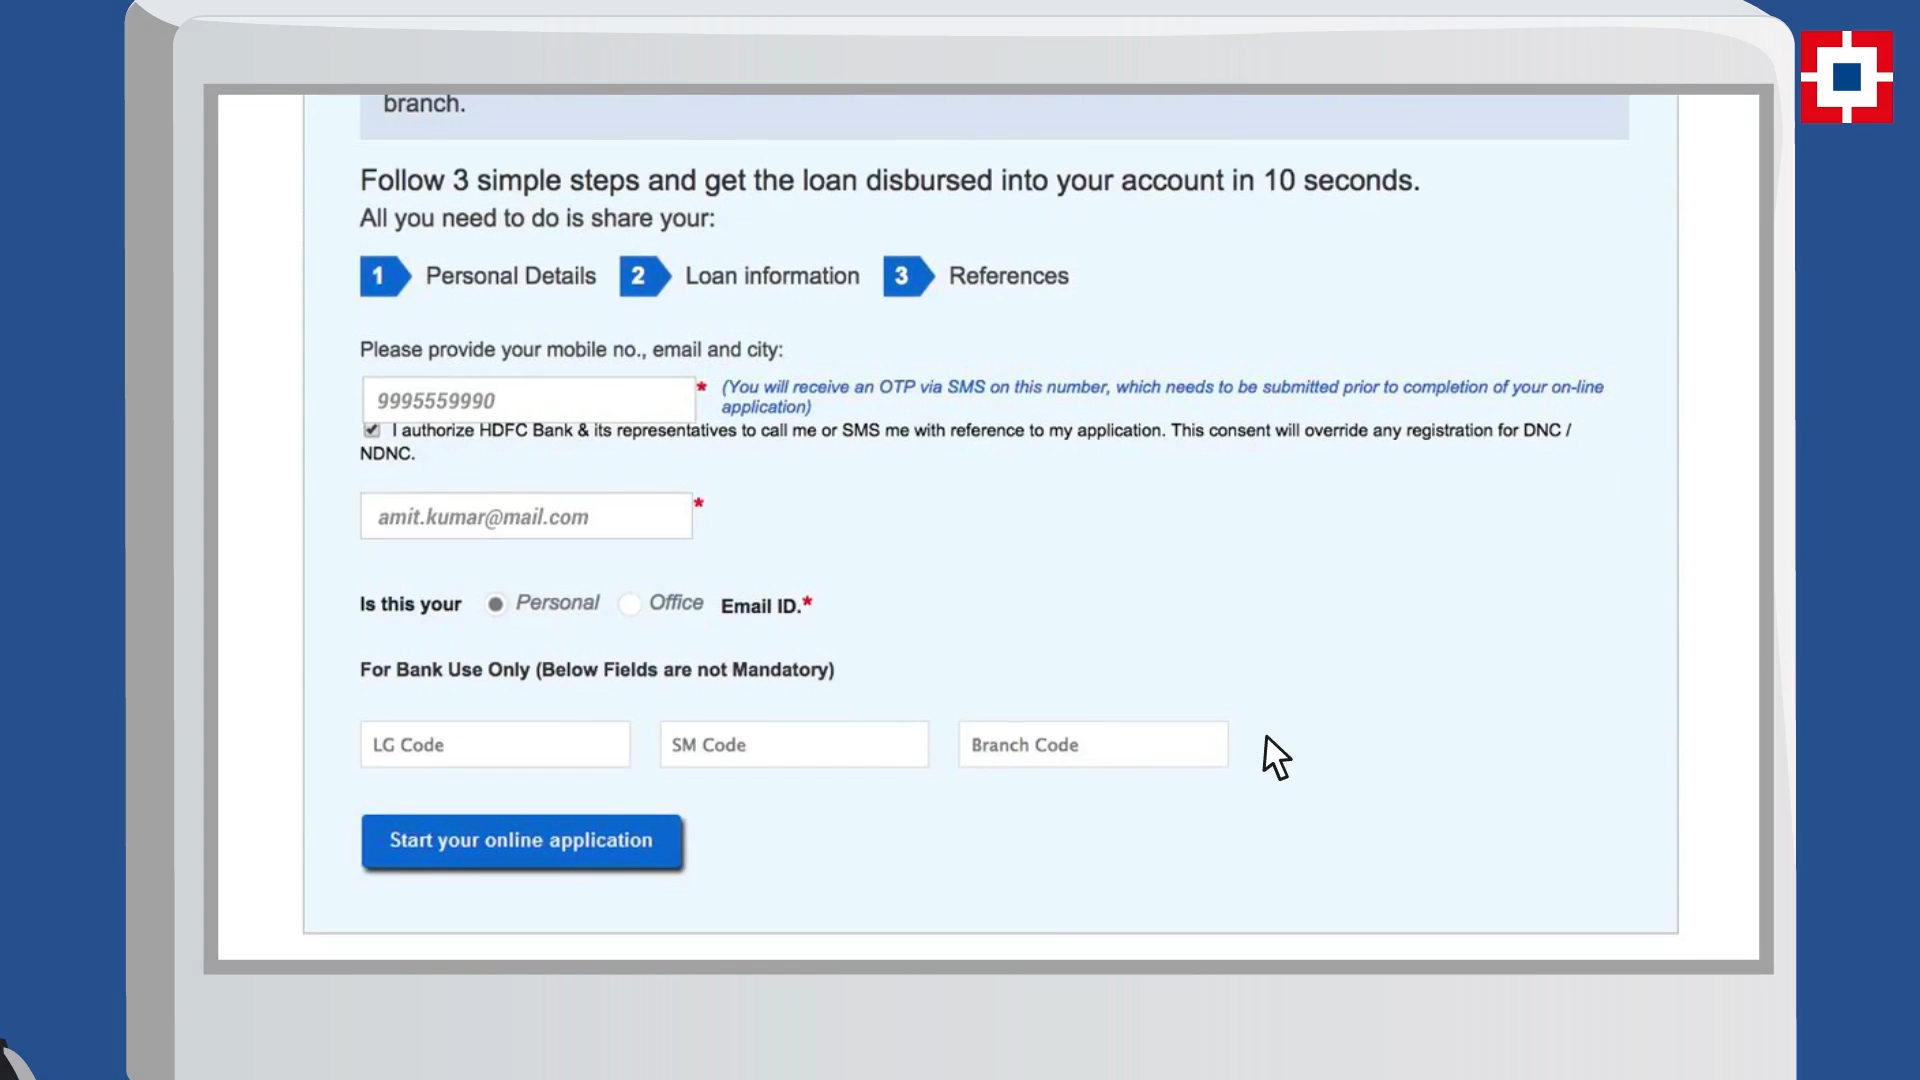 branch.
Follow 3 simple steps and get the loan disbursed into your account in 10 seconds.
All you need to do is share your:
1 Personal Details 2 Loan information 3 References
Please provide your mobile no., email and city:
9995559990 * (You will receive an OTP via SMS on this number, which needs to be submitted prior to completion of your on-line
application)
I authorize HDFC Bank & its representatives to call me or SMS me with reference to my application. This consent will override any registration for DNC /
NDNC.
amit.kumar@mail.com *
Is this your Personal Office Email ID.*
For Bank Use Only (Below Fields are not Mandatory)
LG Code SM Code Branch Code
Start your online application